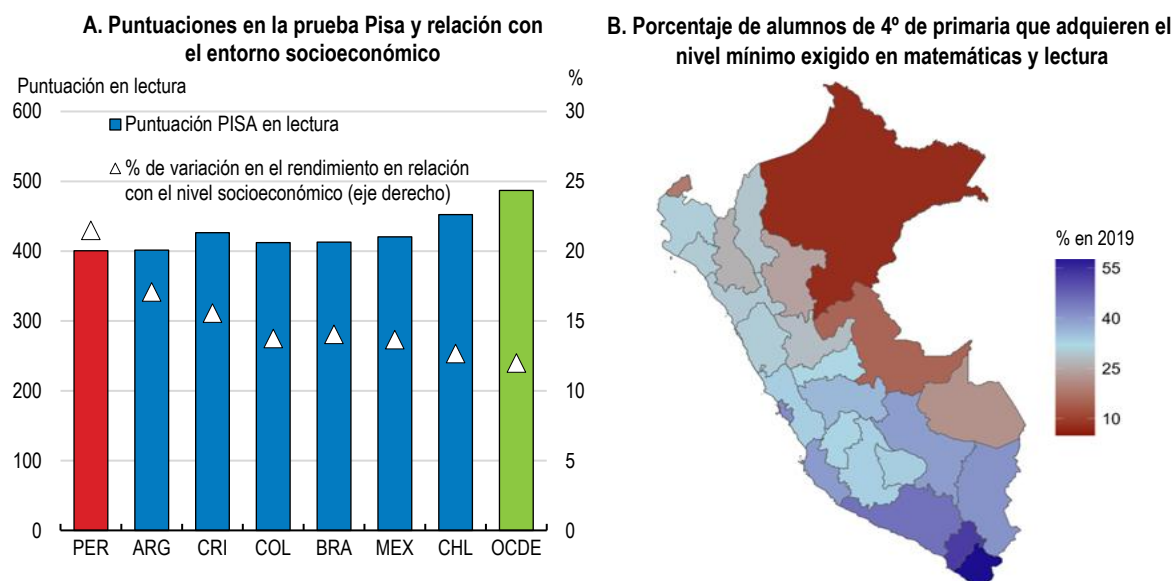 A. Puntuaciones en la prueba Pisa y relación con
el entorno socioeconómico
Puntuación en lectura
%
600
30
Puntuación PISA en lectura
% de variación en el rendimiento en relación
con el nivel socioeconómico (eje derecho)
500
25
400
20
300
15
200
10
100
5
0
0
PER
ARG
CRI
COL
BRA
MEX
CHL
OCDE
B. Porcentaje de alumnos de 4º de primaria que adquieren el
nivel mínimo exigido en matemáticas y lectura
% en 2019
55
40
25
10